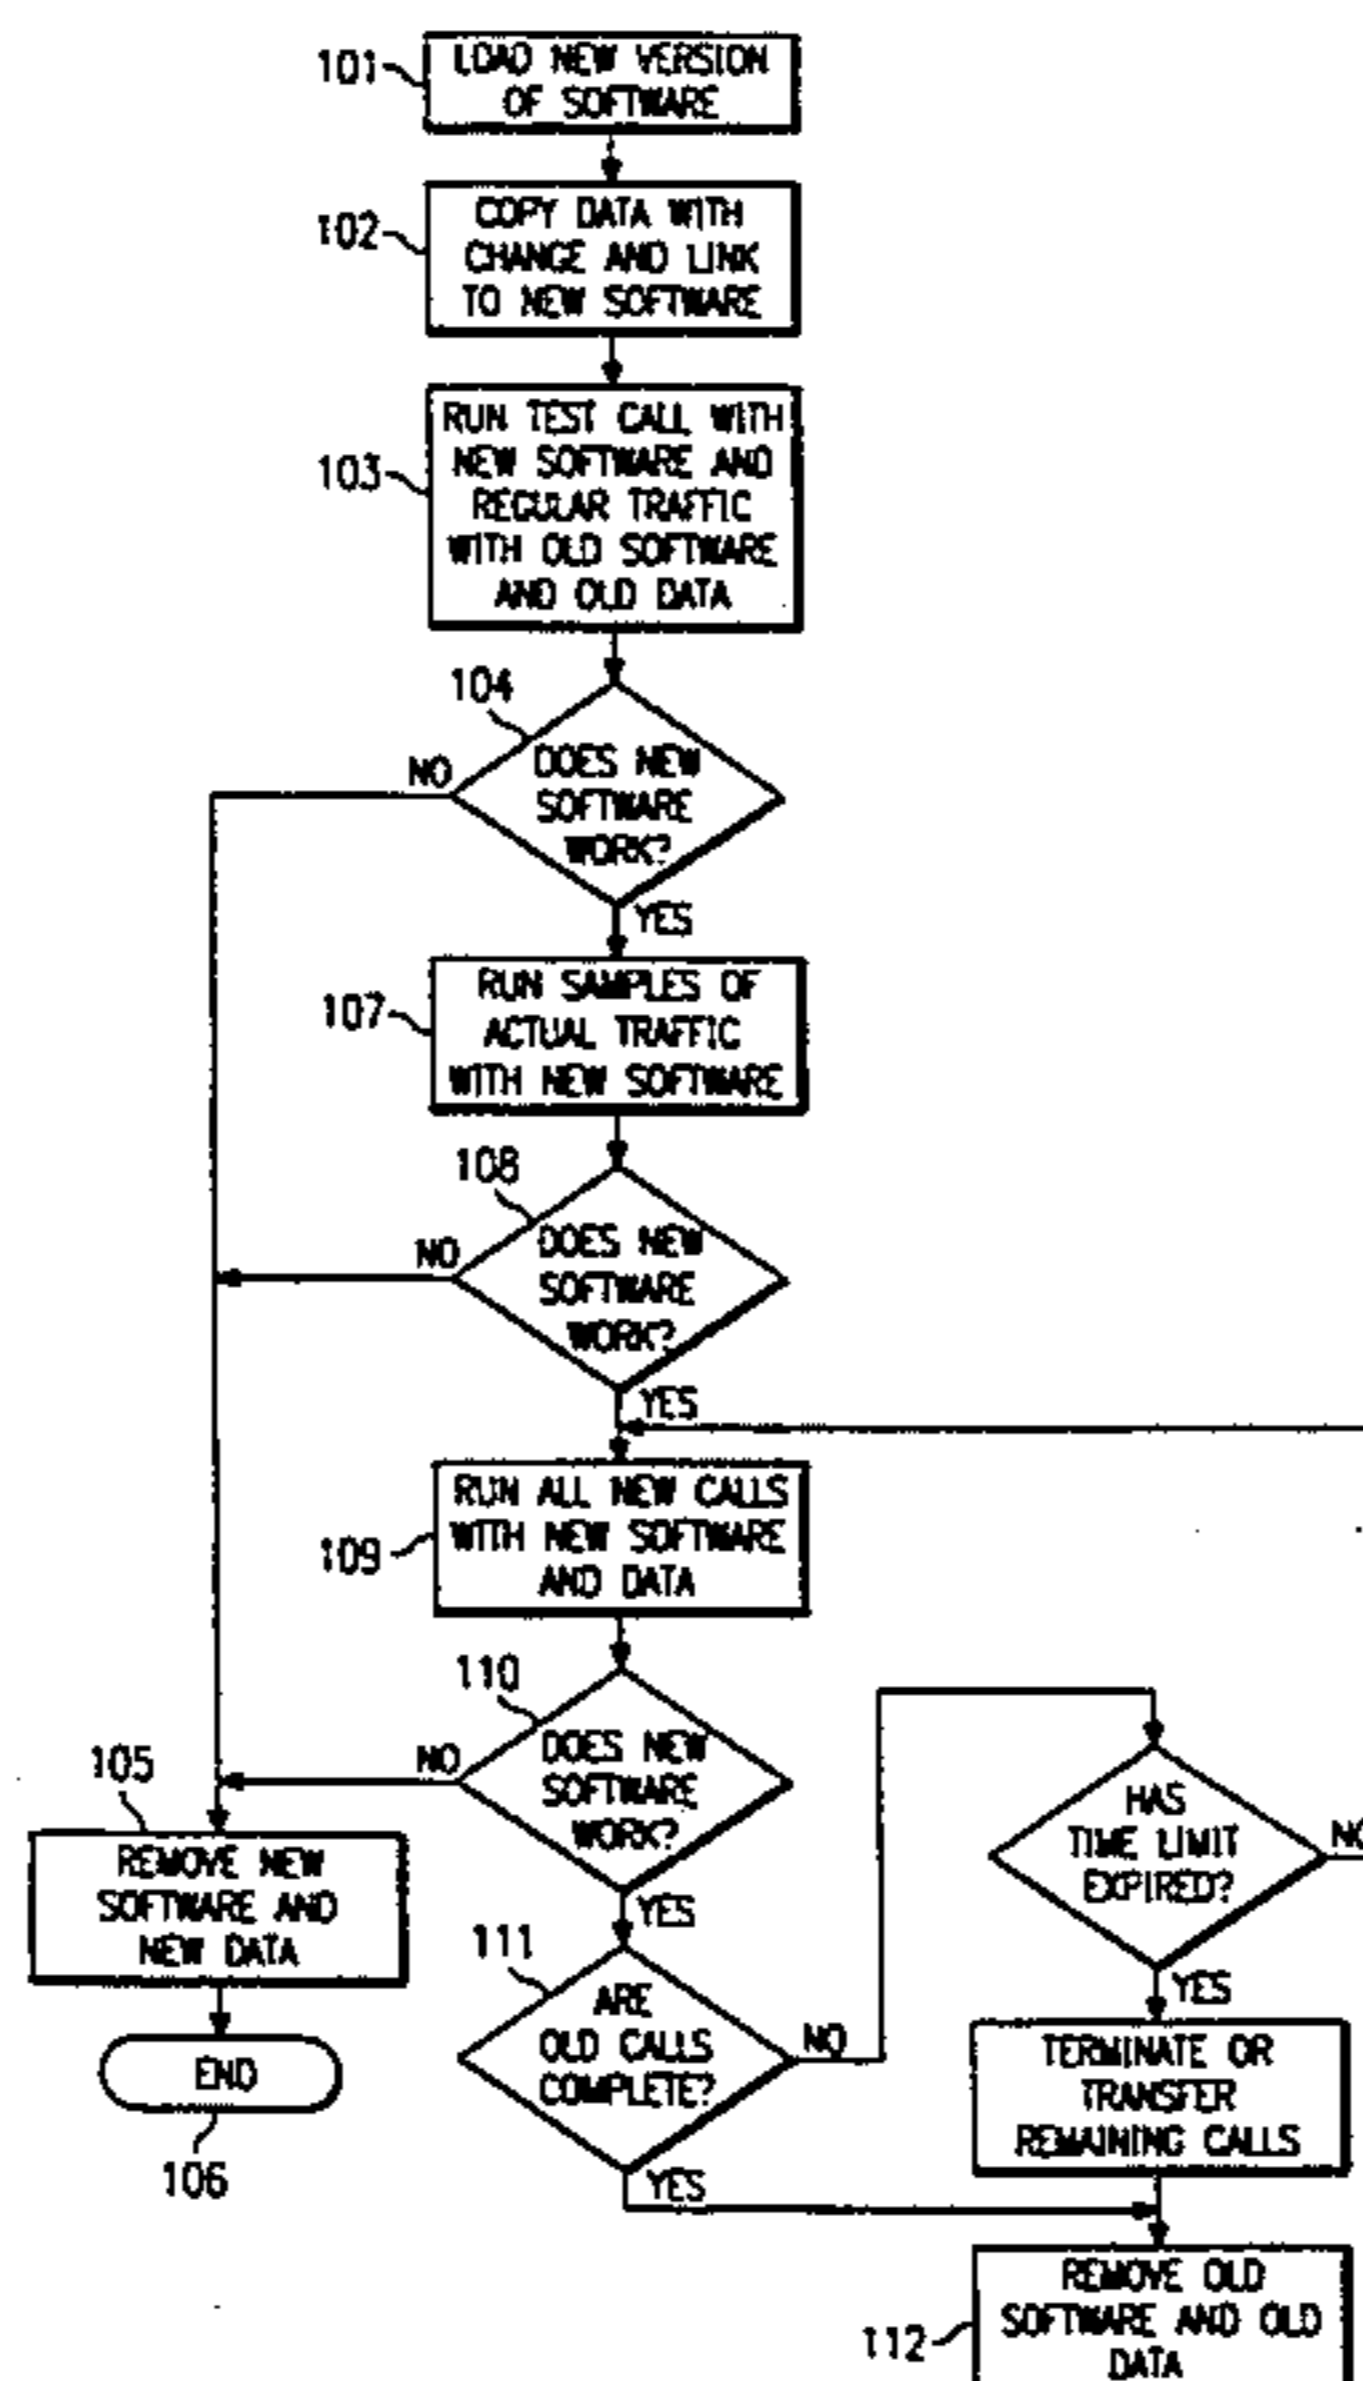 101
LOAD NEW VERSION
OF SOFTWARE
102
COPY DATA WITH
CHANGE AND LINK
TO NEW SOFTWARE
103
RUN TEST CALL WITH
NEW SOFTWARE AND
REGULAR TRAFFIC
WITH OLD SOFTWARE
AND OLD DATA
104
NO
DOES NEW
SOFTWARE
WORK?
YES
107
RUN SAMPLES OF
ACTUAL TRAFFIC
WITH NEW SOFTWARE
108
NO
DOES NEW
SOFTWARE
WORK?
YES
109
RUN ALL NEW CALLS
WITH NEW SOFTWARE
AND DATA
110
NO
DOES NEW
SOFTWARE
WORK?
YES
105
REMOVE NEW
SOFTWARE AND
NEW DATA
END
106
111
ARE
OLD CALLS
COMPLETE?
NO
YES
HAS
TIME LIMIT
EXPIRED?
NO
YES
TERMINATE OR
TRANSFER
REMAINING CALLS
112
REMOVE OLD
SOFTWARE AND OLD
DATA